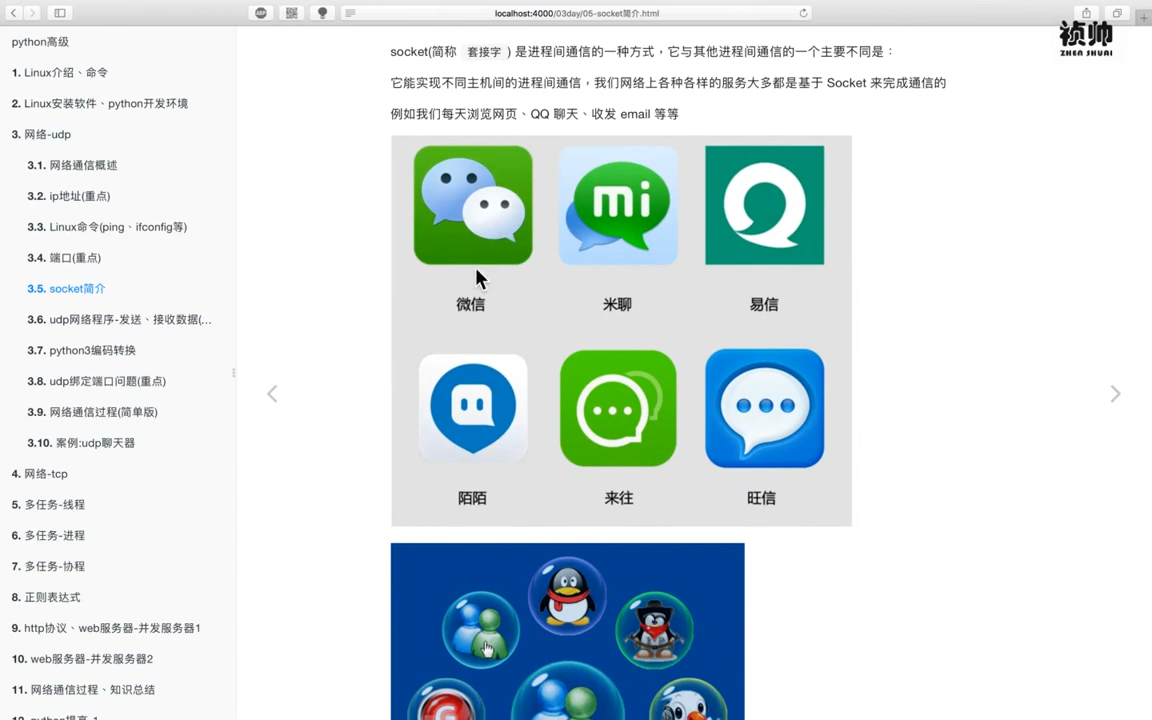 localhost:4000/03day/05-socket简介.html
ABP
祯帅
ZHEN SHUAI
python高级
1. Linux介绍、命令
2. Linux安装软件、python开发环境
3. 网络-udp
3.1. 网络通信概述
3.2. ip地址(重点)
3.3. Linux命令(ping、ifconfig等)
3.4. 端口(重点)
3.5. socket简介
3.6. udp网络程序-发送、接收数据(...
3.7. python3编码转换
3.8. udp绑定端口问题(重点)
3.9. 网络通信过程(简单版)
3.10. 案例:udp聊天器
4. 网络-tcp
5. 多任务-线程
6. 多任务-进程
7. 多任务-协程
8. 正则表达式
9. http协议、web服务器-并发服务器1
10. web服务器-并发服务器2
11. 网络通信过程、知识总结
12. python提高-1
socket(简称 套接字 ) 是进程间通信的一种方式，它与其他进程间通信的一个主要不同是：
它能实现不同主机间的进程间通信，我们网络上各种各样的服务大多都是基于 Socket 来完成通信的
例如我们每天浏览网页、QQ 聊天、收发 email 等等
mi
微信
米聊
易信
陌陌
来往
旺信